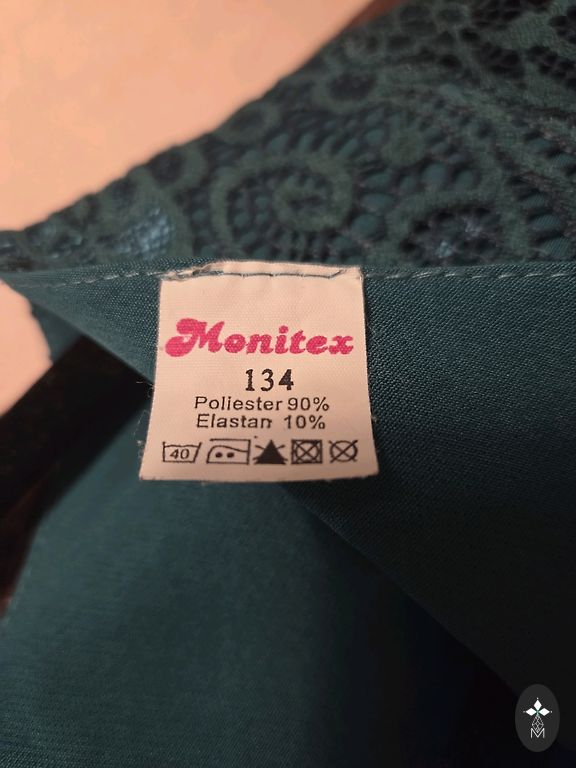 Monitex
134
Poliester 90%
Elastan 10%
40
M